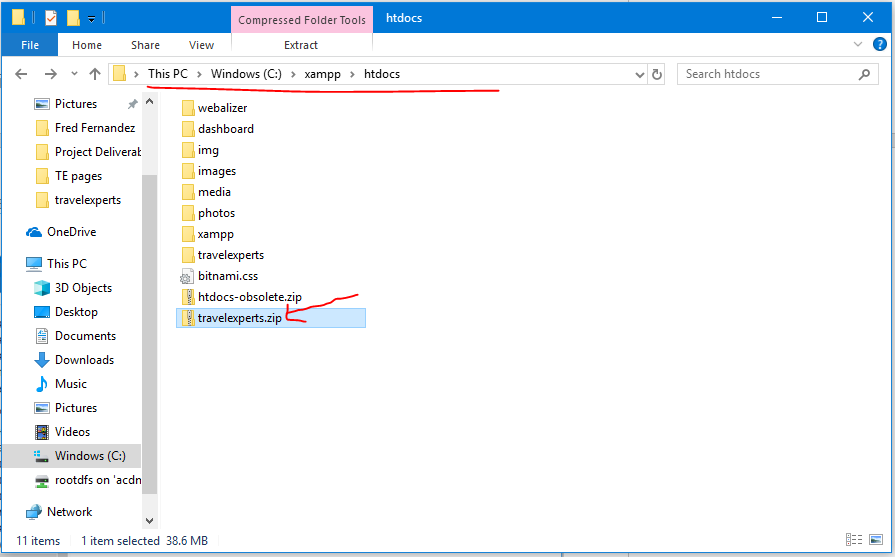 Compressed Folder Tools
htdocs
File
Home
Share
View
Extract
This PC > Windows (C:) > xampp > htdocs
Search htdocs
Pictures
Fred Fernandez
Project Deliverab
TE pages
travelexperts
OneDrive
This PC
3D Objects
Desktop
Documents
Downloads
Music
Pictures
Videos
Windows (C:)
rootdfs on 'acdn
Network
webalizer
dashboard
img
images
media
photos
xampp
travelexperts
bitnami.css
htdocs-obsolete.zip
travelexperts.zip
11 items
1 item selected 38.6 MB